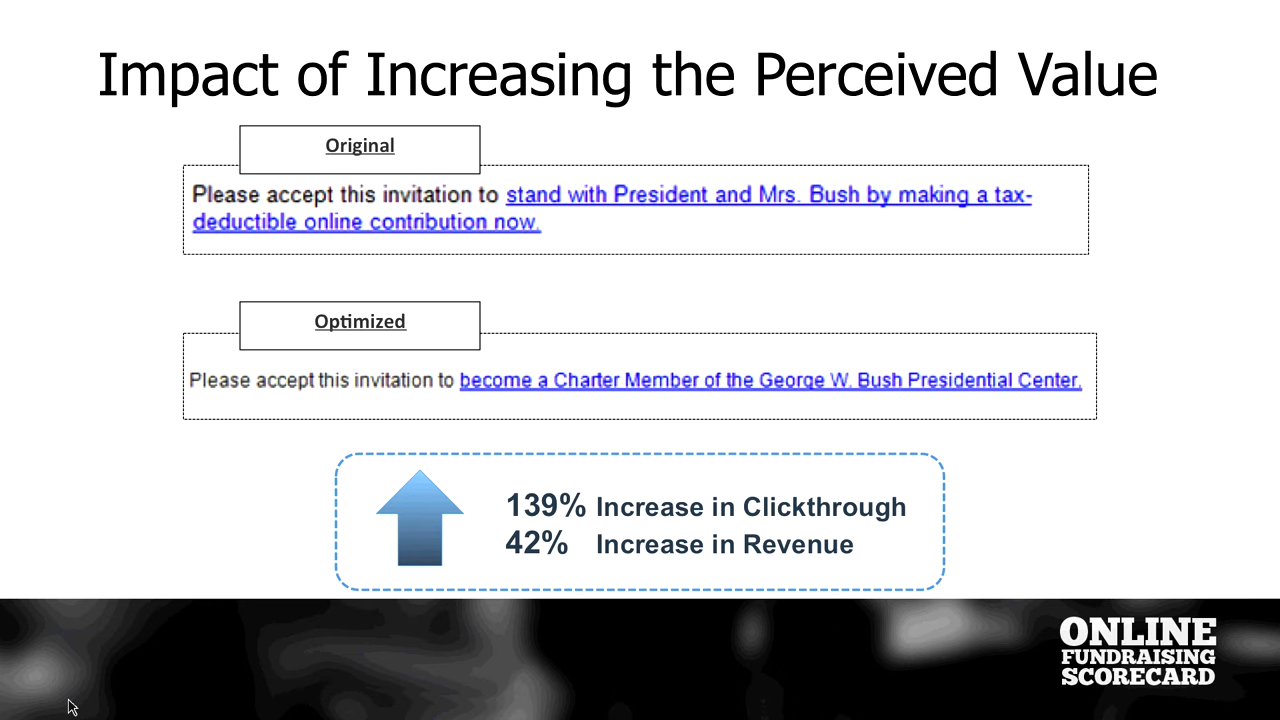 Impact of Increasing the Perceived Value
Original
Please accept this invitation to stand with President and Mrs. Bush by making a tax-
deductible online contribution now.
Optimized
Please accept this invitation to become a Charter Member of the George W. Bush Presidential Center.
139% Increase in Clickthrough
42% Increase in Revenue
ONLINE
FUNDRAISING
SCORECARD